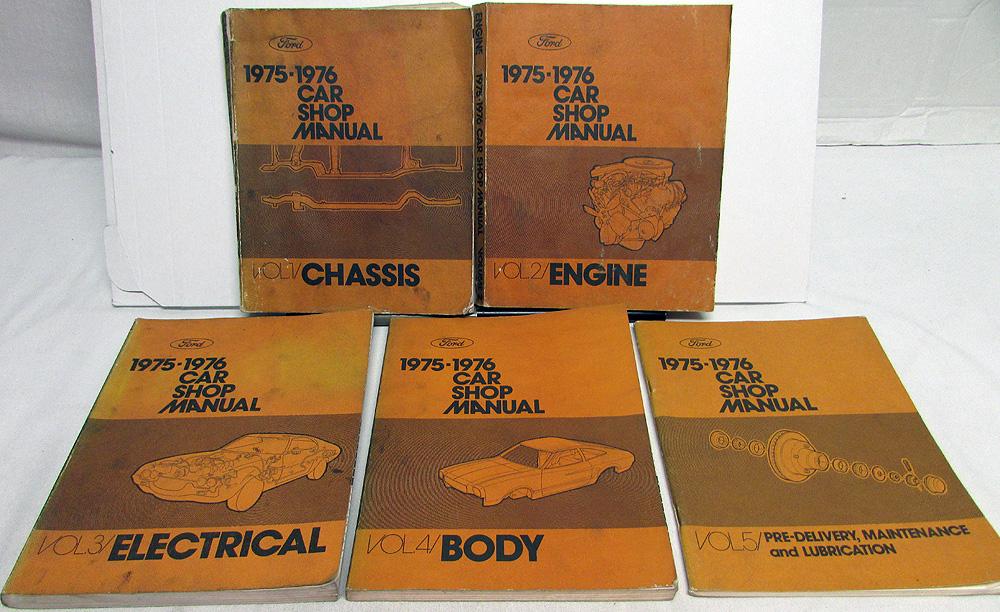 Ford
1975-1976
CAR
SHOP
MANUAL
VOL.1/CHASSIS
ENGINE 1975-1976 CAR SHOP MANUAL
Ford
1975-1976
CAR
SHOP
MANUAL
VOL.2/ENGINE
Ford
1975-1976
CAR
SHOP
MANUAL
VOL.3/ELECTRICAL
Ford
1975-1976
CAR
SHOP
MANUAL
VOL.4/BODY
Ford
1975-1976
CAR
SHOP
MANUAL
VOL.5/PRE-DELIVERY, MAINTENANCE
and LUBRICATION